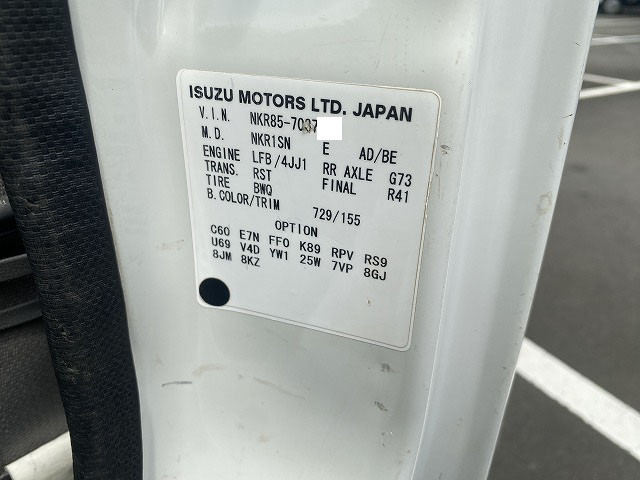 ISUZU MOTORS LTD. JAPAN
V.I.N. NKR85-7037
M.D. NKR1SN E AD/BE
ENGINE LFB/4JJ1 RR AXLE G73
TRANS. RST FINAL R41
TIRE BWQ
B.COLOR/TRIM 729/155
OPTION
C60 E7N FFO K89 RPV RS9
U69 V4D YW1 25W 7VP 8GJ
8JM 8KZ